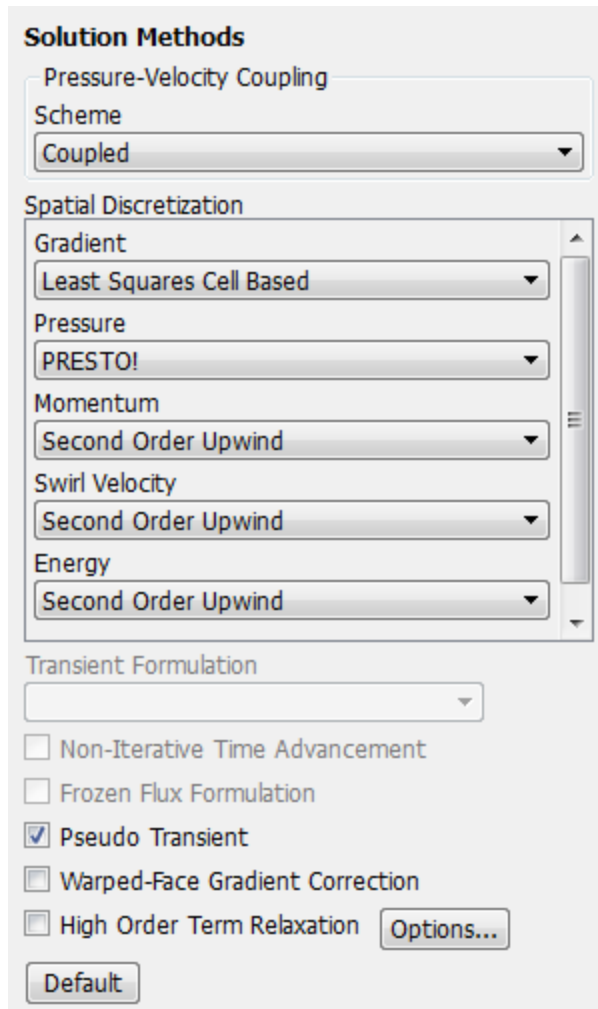 Solution Methods
Pressure-Velocity Coupling
Scheme
Coupled
Spatial Discretization
Gradient
Least Squares Cell Based
Pressure
PRESTO!
Momentum
Second Order Upwind
Swirl Velocity
Second Order Upwind
Energy
Second Order Upwind
Transient Formulation
Non-Iterative Time Advancement
Frozen Flux Formulation
Pseudo Transient
Warped-Face Gradient Correction
High Order Term Relaxation Options...
Default